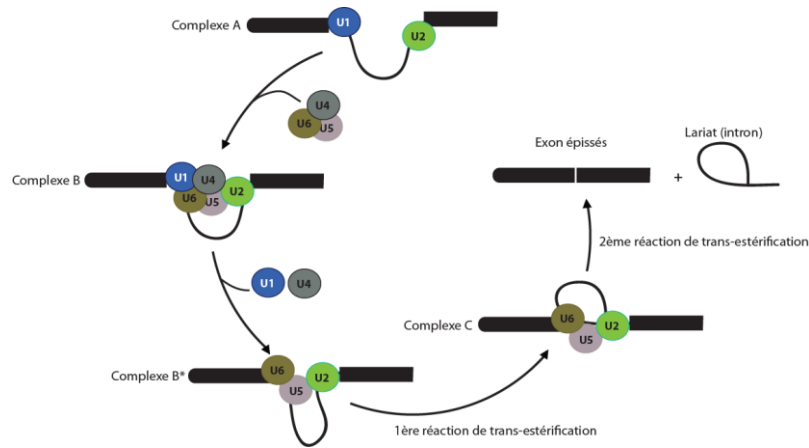 Complexe A
U1
U2
U4
U6
U5
Complexe B
U1
U4
U2
U6
U5
U1
U4
Complexe B*
U6
U5
U2
1ère réaction de trans-estérification
Complexe C
U6
U2
U5
2ème réaction de trans-estérification
Exon épissés
+
Lariat (intron)